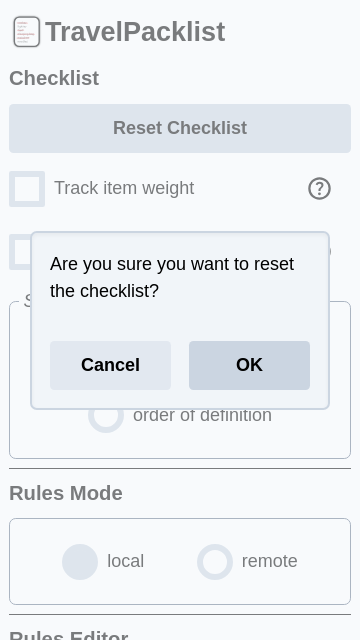 TravelPacklist
Checklist
Reset Checklist
Track item weight
Are you sure you want to reset
the checklist?
Cancel
OK
order of definition
Rules Mode
local
remote
Rules Editor